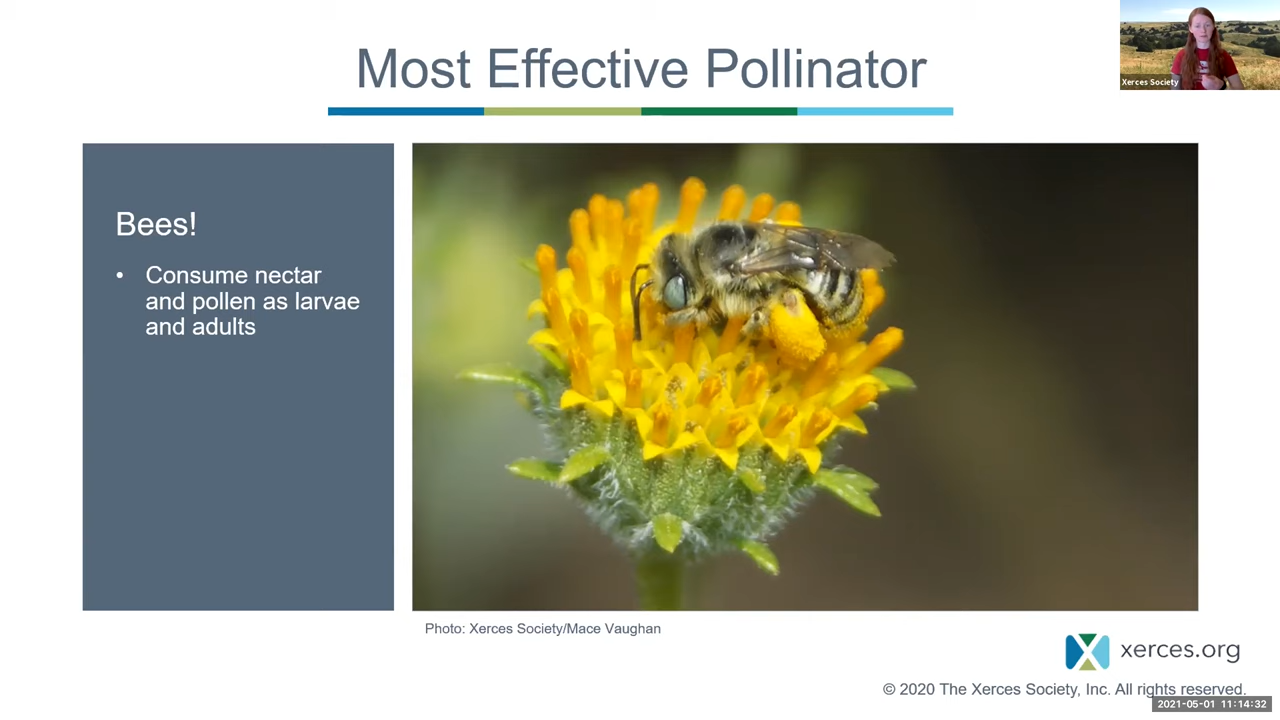 Most Effective Pollinator
Xerces Society
Bees!
• Consume nectar
and pollen as larvae
and adults
Photo: Xerces Society/Mace Vaughan
xerces.org
© 2020 The Xerces Society, Inc. All rights reserved.
2021-05-01 11:14:32